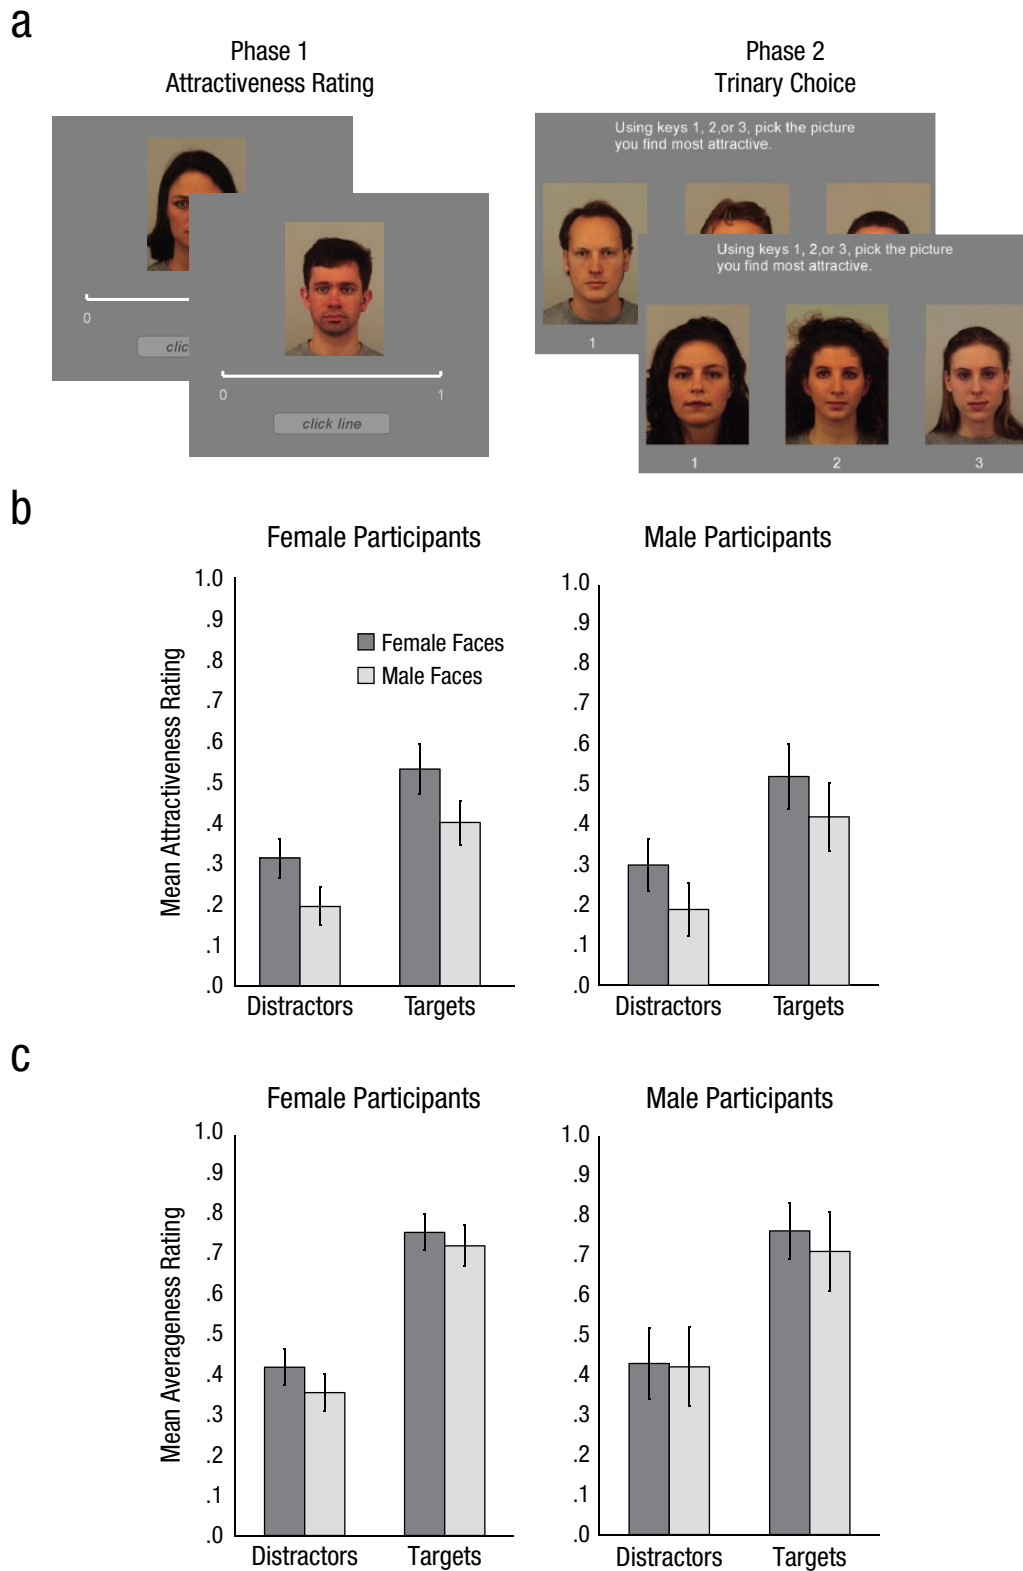 a
Phase 1
Attractiveness Rating
Phase 2
Trinary Choice
0
clic
0
1
click line
Using keys 1, 2,or 3, pick the picture
you find most attractive.
1
Using keys 1, 2,or 3, pick the picture
you find most attractive.
1
2
3
b
Female Participants
Male Participants
Mean Attractiveness Rating
1.0
.9
.8
.7
.6
.5
.4
.3
.2
.1
.0
Female Faces
Male Faces
Distractors
Targets
1.0
.9
.8
.7
.6
.5
.4
.3
.2
.1
.0
Distractors
Targets
c
Female Participants
Male Participants
Mean Averageness Rating
1.0
.9
.8
.7
.6
.5
.4
.3
.2
.1
.0
Distractors
Targets
1.0
.9
.8
.7
.6
.5
.4
.3
.2
.1
.0
Distractors
Targets